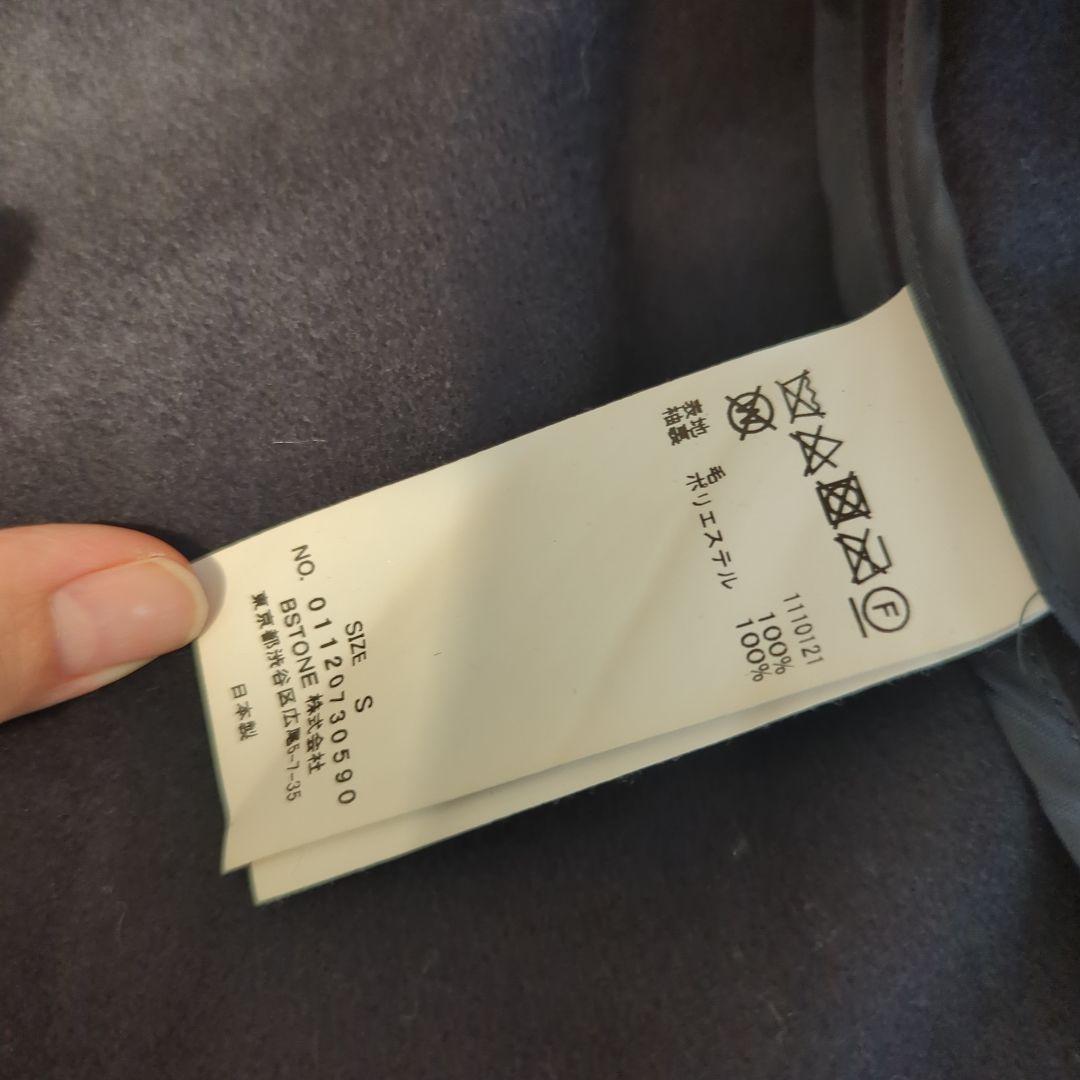 F
W
1110121
表地 毛 100%
袖裏 ポリエステル 100%
SIZE S
NO. 01120730590
BSTONE 株式会社
東京都渋谷区広尾5-7-35
日本製